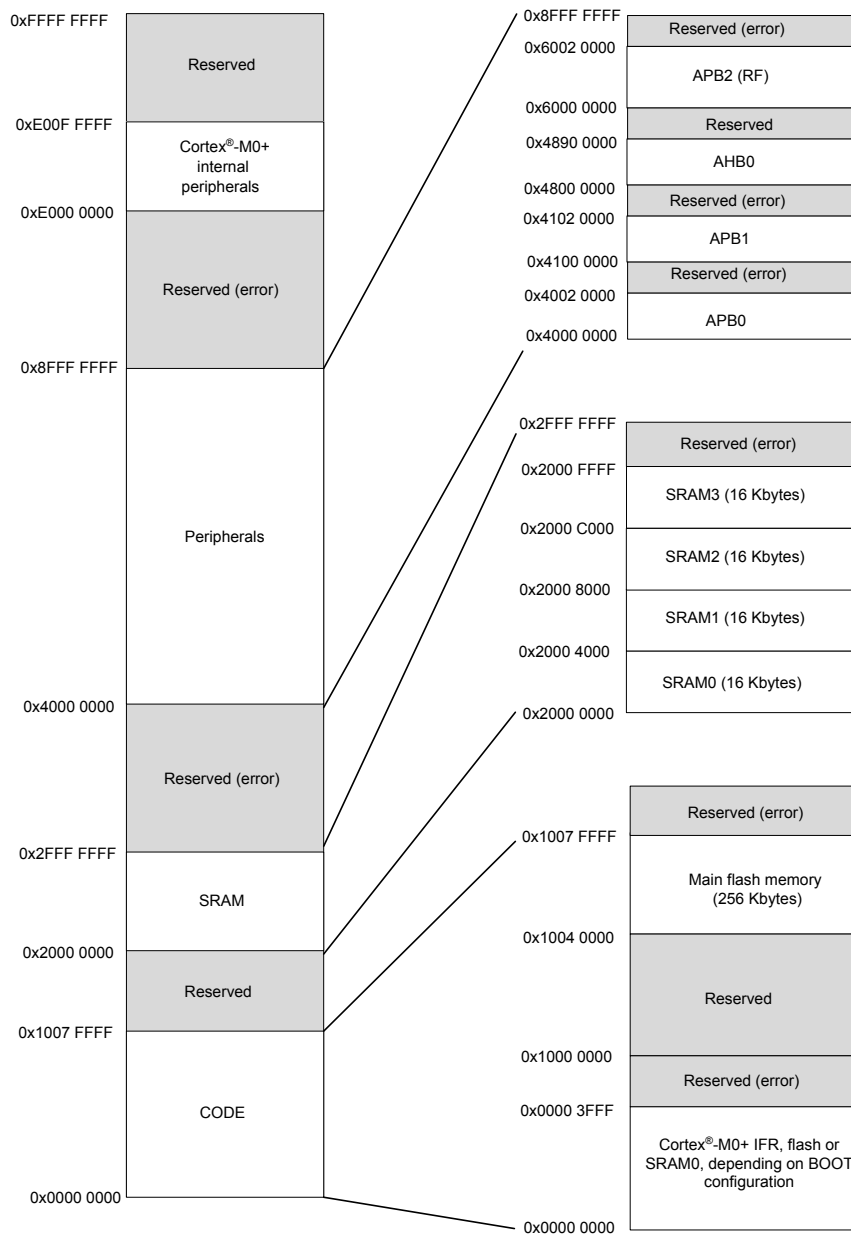 0xFFFF FFFF
Reserved
0xE00F FFFF
Cortex®-M0+
internal
peripherals
0xE000 0000
Reserved (error)
0x8FFF FFFF
Peripherals
0x4000 0000
Reserved (error)
0x2FFF FFFF
SRAM
0x2000 0000
Reserved
0x1007 FFFF
CODE
0x0000 0000
0x8FFF FFFF
Reserved (error)
0x6002 0000
APB2 (RF)
0x6000 0000
Reserved
0x4890 0000
AHB0
0x4800 0000
Reserved (error)
0x4102 0000
APB1
0x4100 0000
Reserved (error)
0x4002 0000
APB0
0x4000 0000
0x2FFF FFFF
Reserved (error)
0x2000 FFFF
SRAM3 (16 Kbytes)
0x2000 C000
SRAM2 (16 Kbytes)
0x2000 8000
SRAM1 (16 Kbytes)
0x2000 4000
SRAM0 (16 Kbytes)
0x2000 0000
Reserved (error)
0x1007 FFFF
Main flash memory
(256 Kbytes)
0x1004 0000
Reserved
0x1000 0000
Reserved (error)
0x0000 3FFF
Cortex®-M0+ IFR, flash or
SRAM0, depending on BOOT
configuration
0x0000 0000